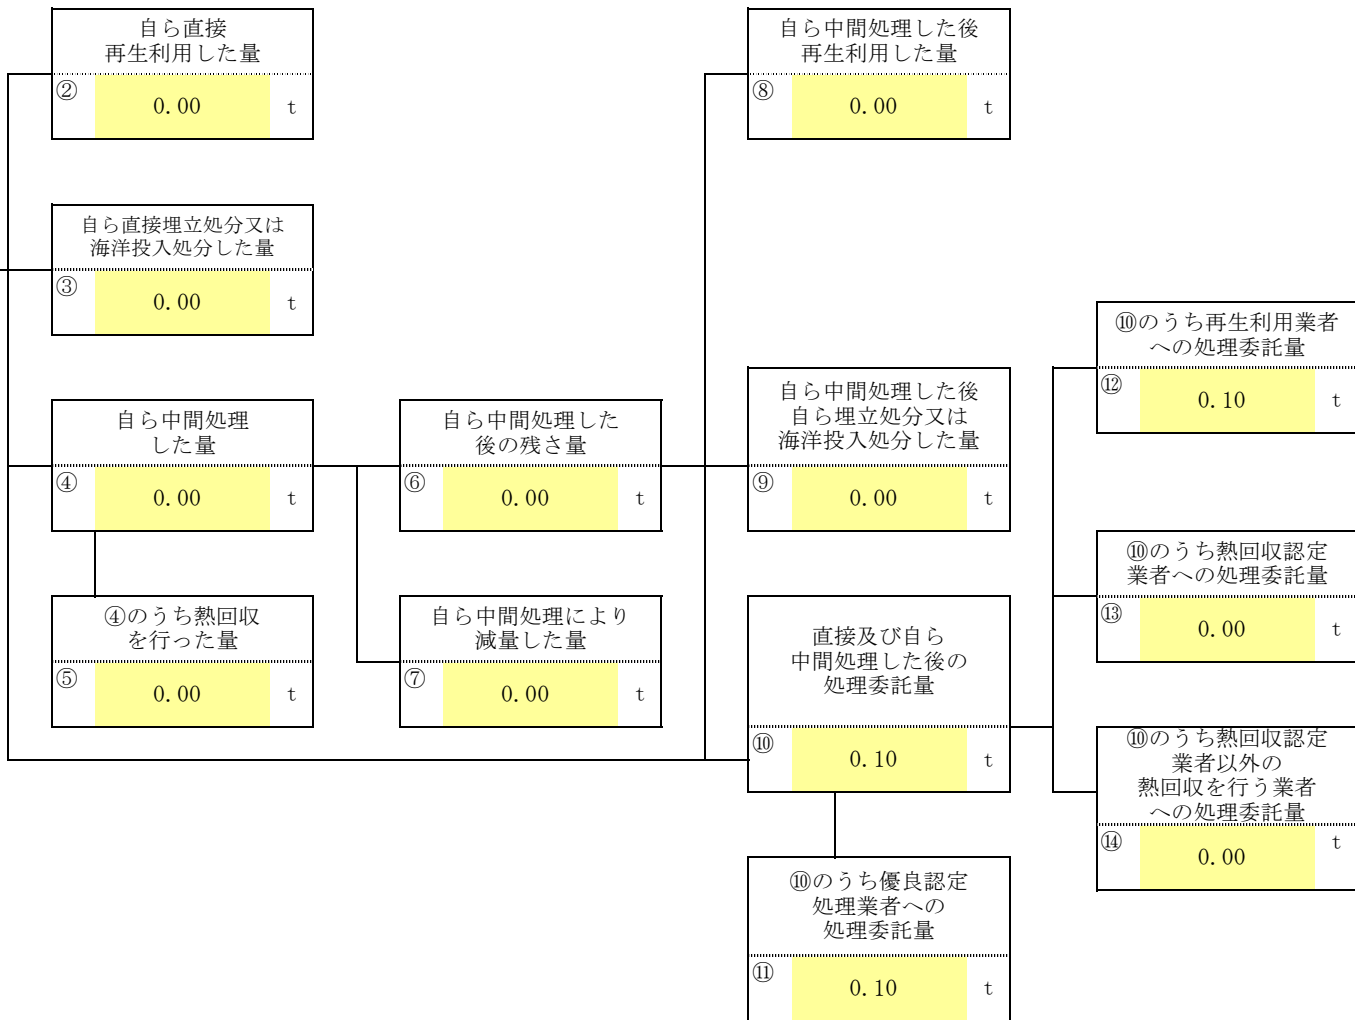 自ら直接
再生利用した量
② 0.00 t
自ら直接埋立処分又は
海洋投入処分した量
③ 0.00 t
自ら中間処理
した量
④ 0.00 t
④のうち熱回収
を行った量
⑤ 0.00 t
自ら中間処理した
後の残さ量
⑥ 0.00 t
自ら中間処理により
減量した量
⑦ 0.00 t
自ら中間処理した後
再生利用した量
⑧ 0.00 t
自ら中間処理した後
自ら埋立処分又は
海洋投入処分した量
⑨ 0.00 t
直接及び自ら
中間処理した後の
処理委託量
⑩ 0.10 t
⑩のうち優良認定
処理業者への
処理委託量
⑪ 0.10 t
⑩のうち再生利用業者
への処理委託量
⑫ 0.10 t
⑩のうち熱回収認定
業者への処理委託量
⑬ 0.00 t
⑩のうち熱回収認定
業者以外の
熱回収を行う業者
への処理委託量
⑭ 0.00 t